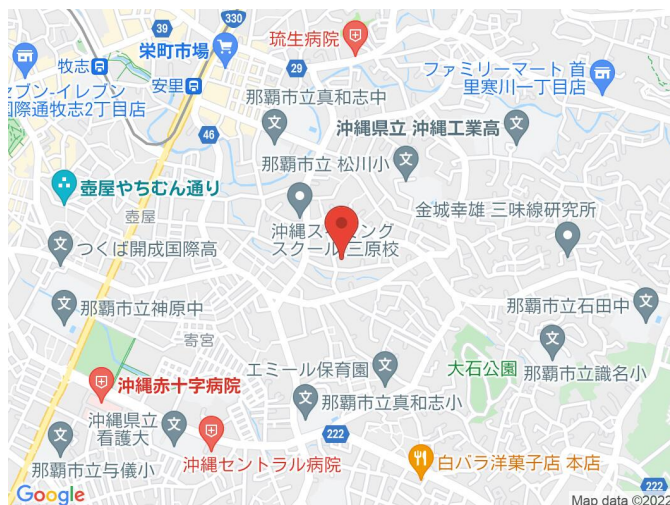 39
330
琉生病院
栄町市場
牧志
29
ファミリーマート 首
里寒川一丁目店
安里
セブン-イレブン
国際通牧志2丁目店
那覇市立真和志中
46
沖縄県立 沖縄工業高
那覇市立 松川小
壺屋やちむん通り
壺屋
金城幸雄 三味線研究所
沖縄スイミング
スクール 三原校
つくば開成国際高
那覇市立神原中
那覇市立石田中
寄宮
エミール保育園
大石公園
那覇市立識名小
沖縄赤十字病院
那覇市立真和志小
沖縄県立
看護大
222
沖縄セントラル病院
白バラ洋菓子店 本店
那覇市立与儀小
222
Google
Map data ©2022